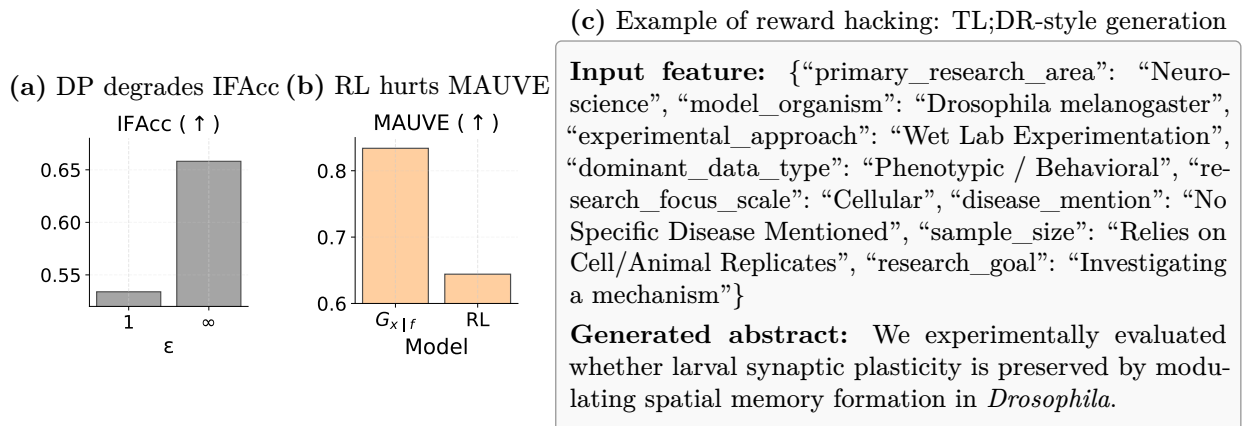 (a) DP degrades IFAcc
IFAcc (↑)
0.65
0.60
0.55
1
∞
ε
(b) RL hurts MAUVE
MAUVE (↑)
0.8
0.7
0.6
G_{x|f}
RL
Model
(c) Example of reward hacking: TL;DR-style generation
Input feature: {“primary_research_area”: “Neuro-
science”, “model_organism”: “Drosophila melanogaster”,
“experimental_approach”: “Wet Lab Experimentation”,
“dominant_data_type”: “Phenotypic / Behavioral”, “re-
search_focus_scale”: “Cellular”, “disease_mention”: “No
Specific Disease Mentioned”, “sample_size”: “Relies on
Cell/Animal Replicates”, “research_goal”: “Investigating
a mechanism”}
Generated abstract: We experimentally evaluated
whether larval synaptic plasticity is preserved by modu-
lating spatial memory formation in Drosophila.